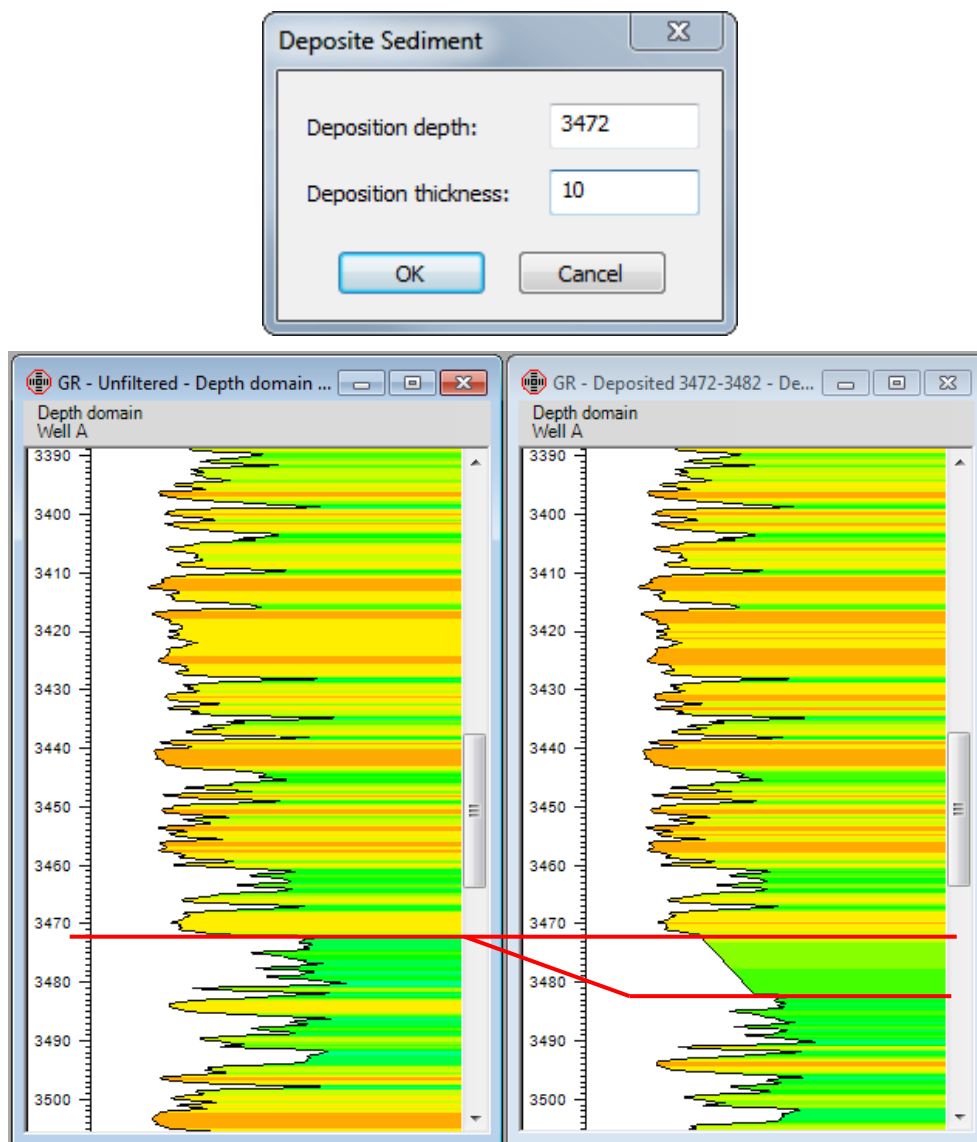 Deposite Sediment
Deposition depth: 3472
Deposition thickness: 10
OK Cancel
GR - Unfiltered - Depth domain ...
Depth domain
Well A
3390
3400
3410
3420
3430
3440
3450
3460
3470
3480
3490
3500
GR - Deposited 3472-3482 - De...
Depth domain
Well A
3390
3400
3410
3420
3430
3440
3450
3460
3470
3480
3490
3500